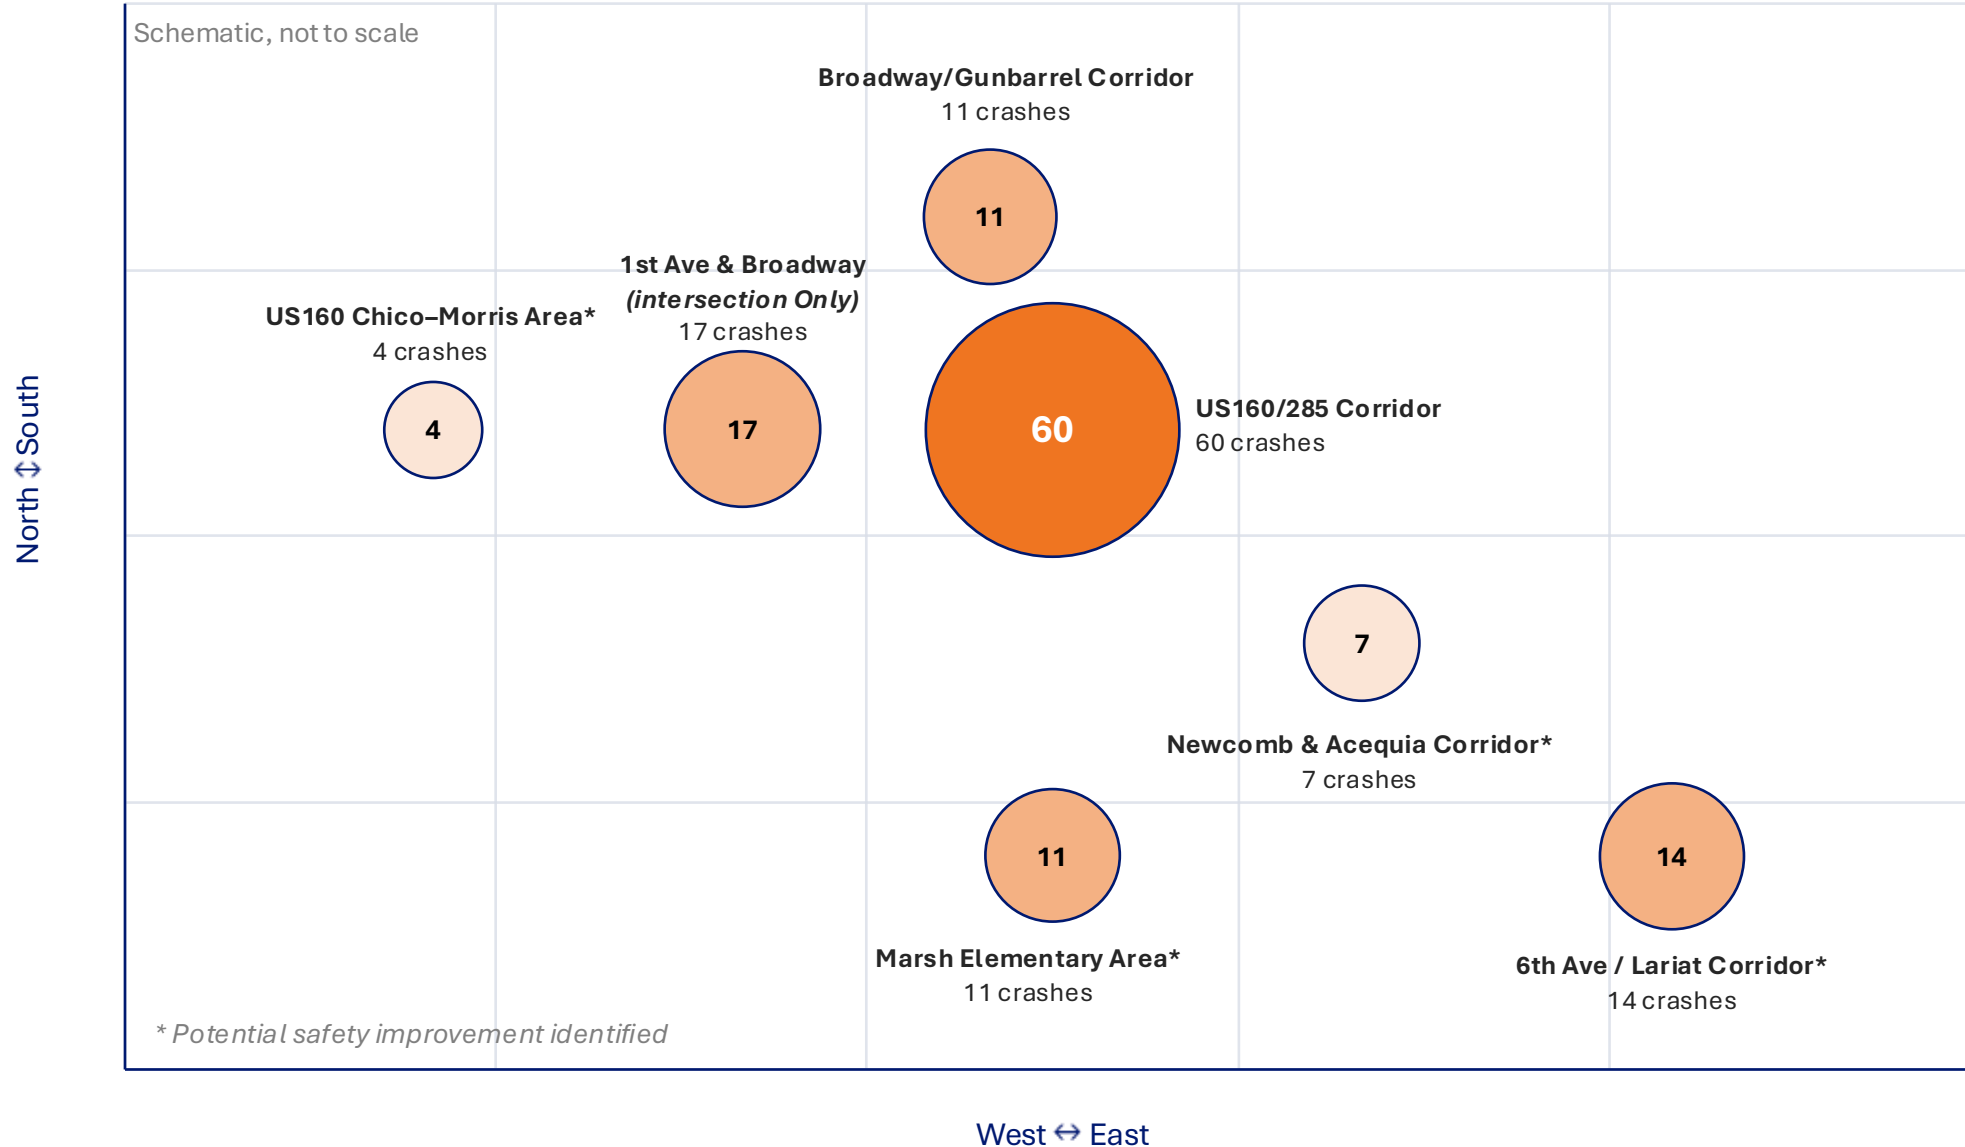 Schematic, not to scale
Broadway/Gunbarrel Corridor
11 crashes
11
1st Ave & Broadway
(intersection Only)
17 crashes
17
US160 Chico–Morris Area*
4 crashes
4
60
US160/285 Corridor
60 crashes
North ↔ South
7
Newcomb & Acequia Corridor*
7 crashes
11
Marsh Elementary Area*
11 crashes
14
6th Ave / Lariat Corridor*
14 crashes
* Potential safety improvement identified
West ↔ East